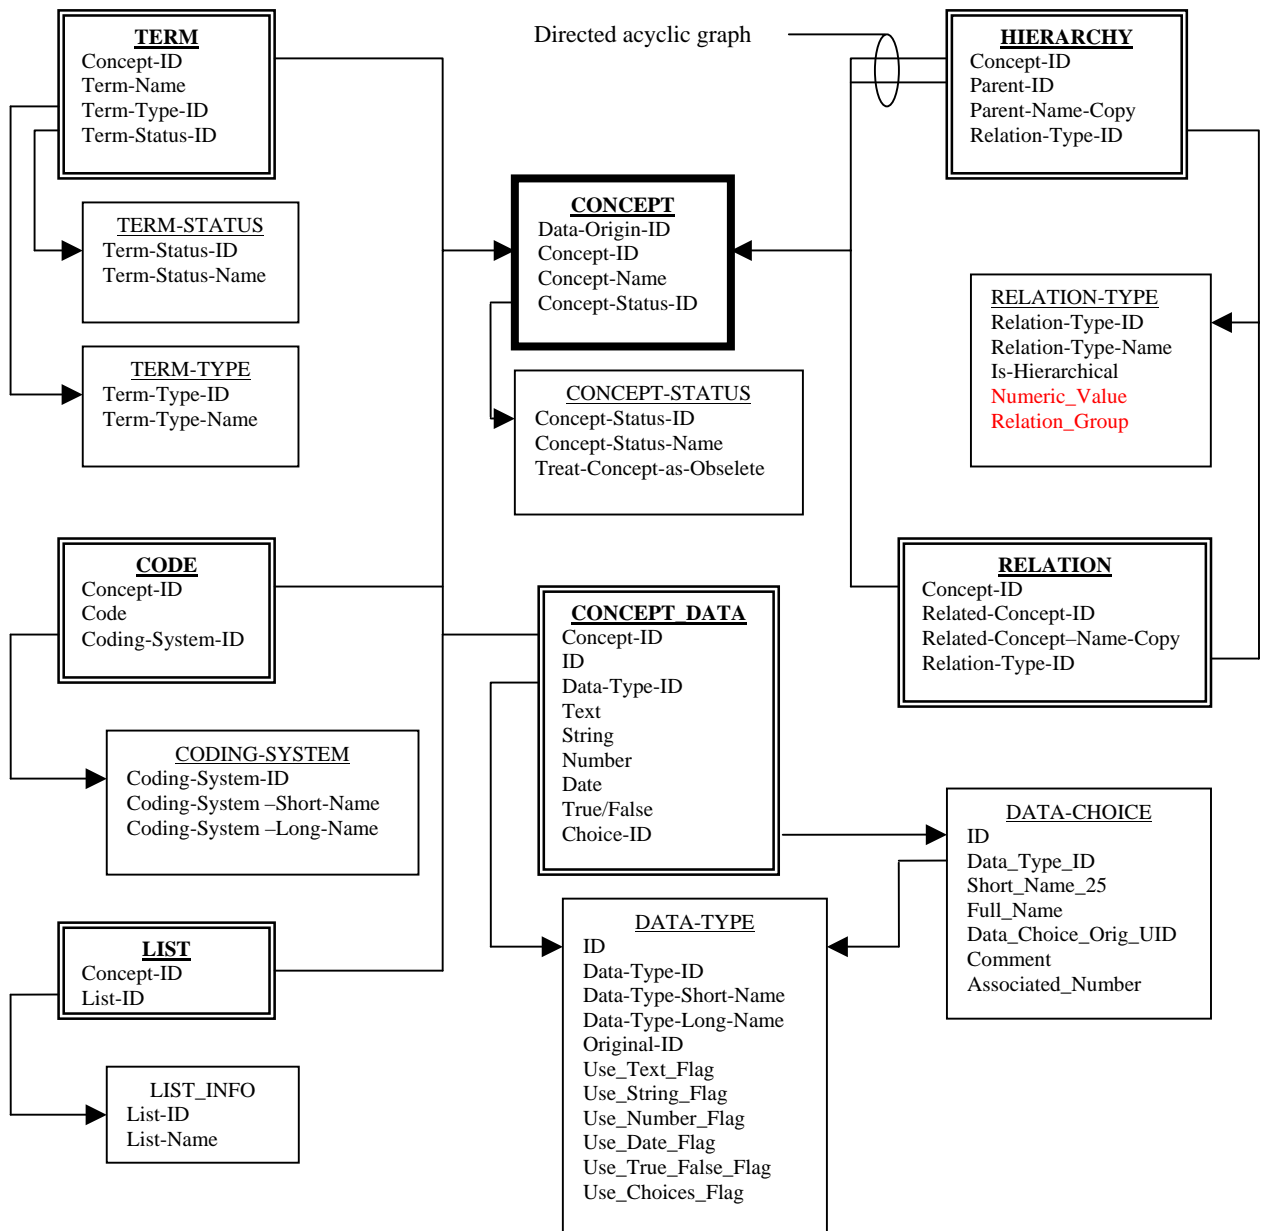 Directed acyclic graph
TERM
Concept-ID
Term-Name
Term-Type-ID
Term-Status-ID
TERM-STATUS
Term-Status-ID
Term-Status-Name
TERM-TYPE
Term-Type-ID
Term-Type-Name
CODE
Concept-ID
Code
Coding-System-ID
CODING-SYSTEM
Coding-System-ID
Coding-System –Short-Name
Coding-System –Long-Name
LIST
Concept-ID
List-ID
LIST_INFO
List-ID
List-Name
CONCEPT
Data-Origin-ID
Concept-ID
Concept-Name
Concept-Status-ID
CONCEPT-STATUS
Concept-Status-ID
Concept-Status-Name
Treat-Concept-as-Obselete
CONCEPT_DATA
Concept-ID
ID
Data-Type-ID
Text
String
Number
Date
True/False
Choice-ID
DATA-TYPE
ID
Data-Type-ID
Data-Type-Short-Name
Data-Type-Long-Name
Original-ID
Use_Text_Flag
Use_String_Flag
Use_Number_Flag
Use_Date_Flag
Use_True_False_Flag
Use_Choices_Flag
HIERARCHY
Concept-ID
Parent-ID
Parent-Name-Copy
Relation-Type-ID
RELATION-TYPE
Relation-Type-ID
Relation-Type-Name
Is-Hierarchical
Numeric_Value
Relation_Group
RELATION
Concept-ID
Related-Concept-ID
Related-Concept–Name-Copy
Relation-Type-ID
DATA-CHOICE
ID
Data_Type_ID
Short_Name_25
Full_Name
Data_Choice_Orig_UID
Comment
Associated_Number